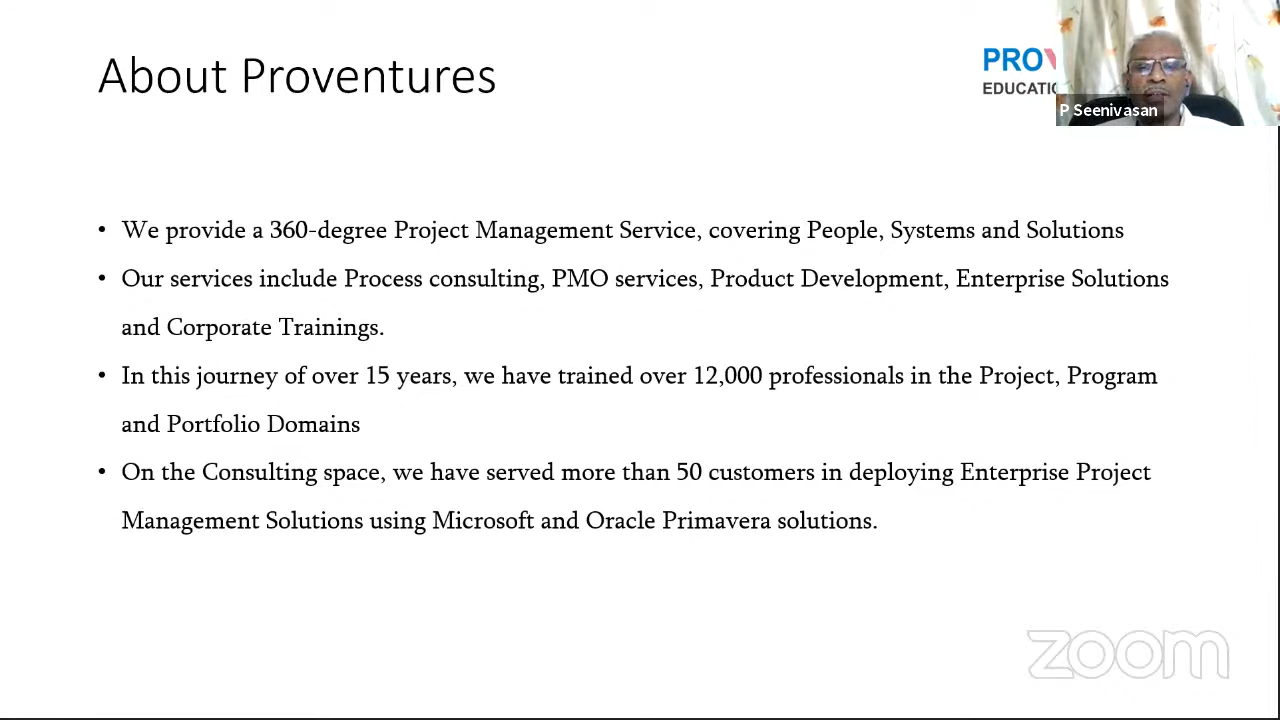 About Proventures
PRO
EDUCATIO
P Seenivasan
• We provide a 360-degree Project Management Service, covering People, Systems and Solutions
• Our services include Process consulting, PMO services, Product Development, Enterprise Solutions
and Corporate Trainings.
• In this journey of over 15 years, we have trained over 12,000 professionals in the Project, Program
and Portfolio Domains
• On the Consulting space, we have served more than 50 customers in deploying Enterprise Project
Management Solutions using Microsoft and Oracle Primavera solutions.
zoom